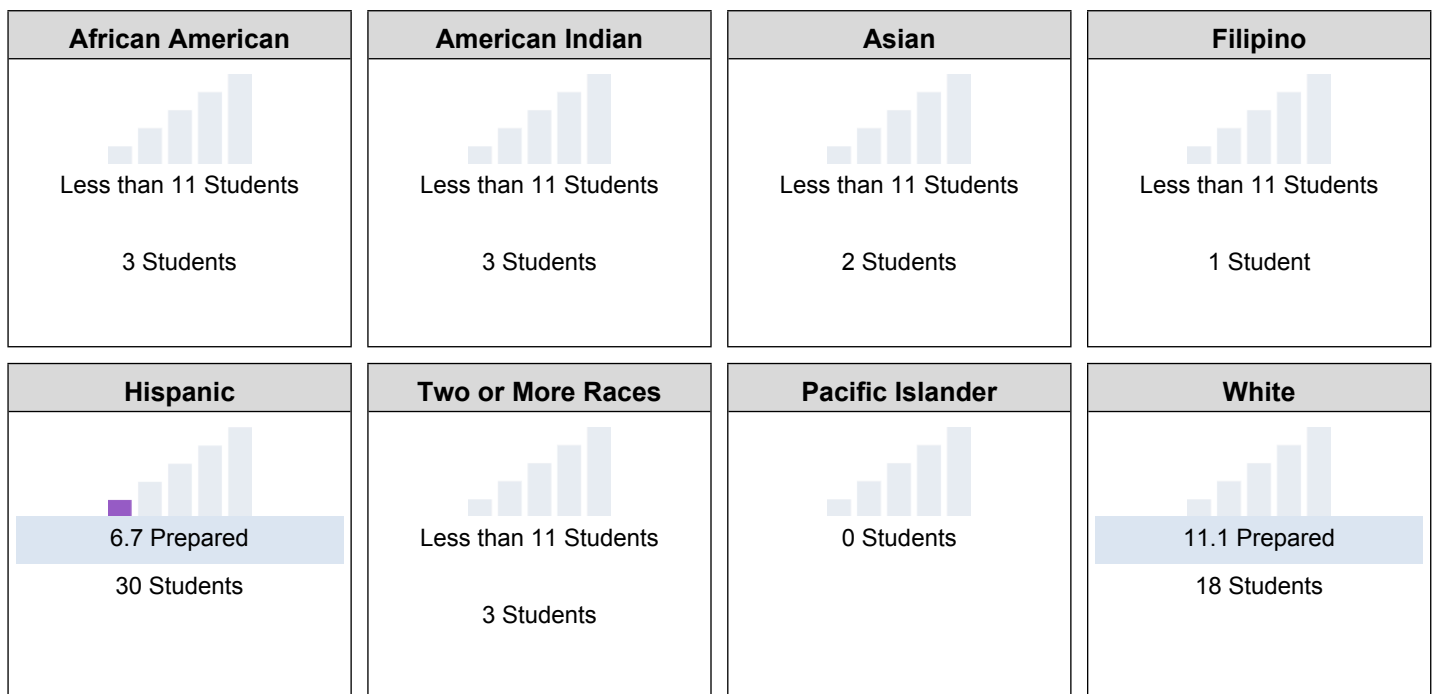 African American
American Indian
Asian
Filipino
Less than 11 Students
Less than 11 Students
Less than 11 Students
Less than 11 Students
3 Students
3 Students
2 Students
1 Student
Hispanic
Two or More Races
Pacific Islander
White
6.7 Prepared
Less than 11 Students
0 Students
11.1 Prepared
30 Students
3 Students
18 Students